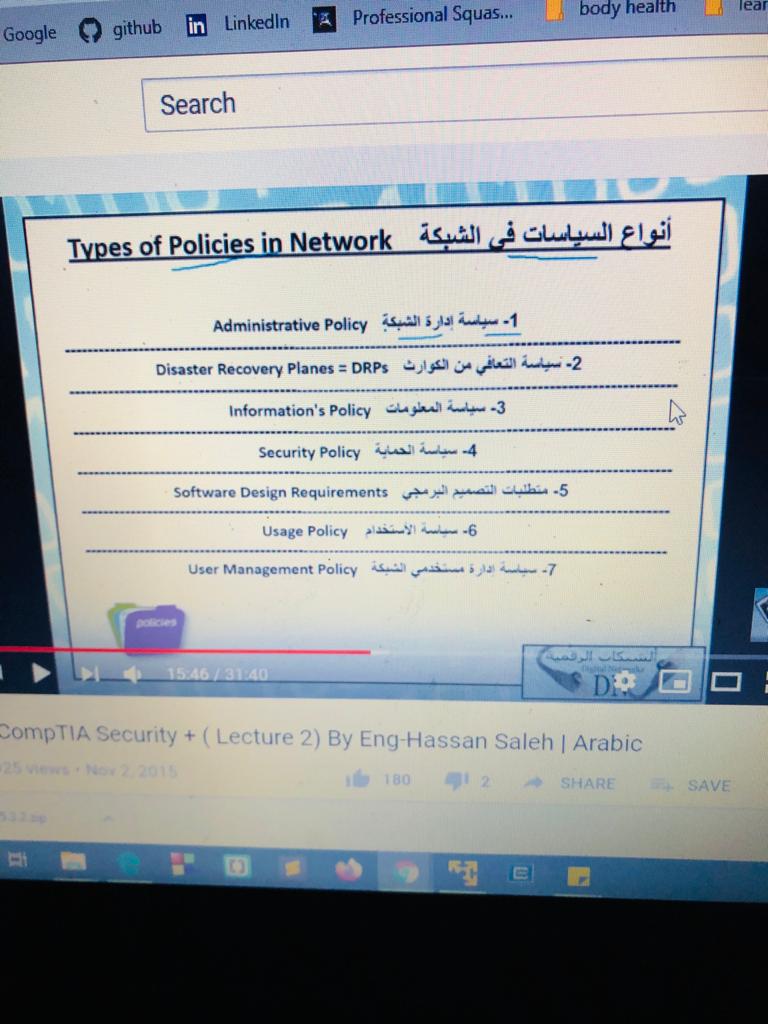 Google github LinkedIn Professional Squas... body health lear
Search
Types of Policies in Network أنواع السياسات في الشبكة
Administrative Policy 1- سياسة إدارة الشبكة
Disaster Recovery Planes = DRPs 2- سياسة التعافي من الكوارث
Information's Policy 3- سياسة المعلومات
Security Policy 4- سياسة الحماية
Software Design Requirements 5- متطلبات التصميم البرمجي
Usage Policy 6- سياسة الأستخدام
User Management Policy 7- سياسة إدارة مستخدمي الشبكة
policies
15:46 / 31:40
الشبكات الرقمية
Digital Networks
CompTIA Security + ( Lecture 2) By Eng-Hassan Saleh | Arabic
25 views • Nov 2, 2015
180 2 SHARE SAVE
5.3.2.zip